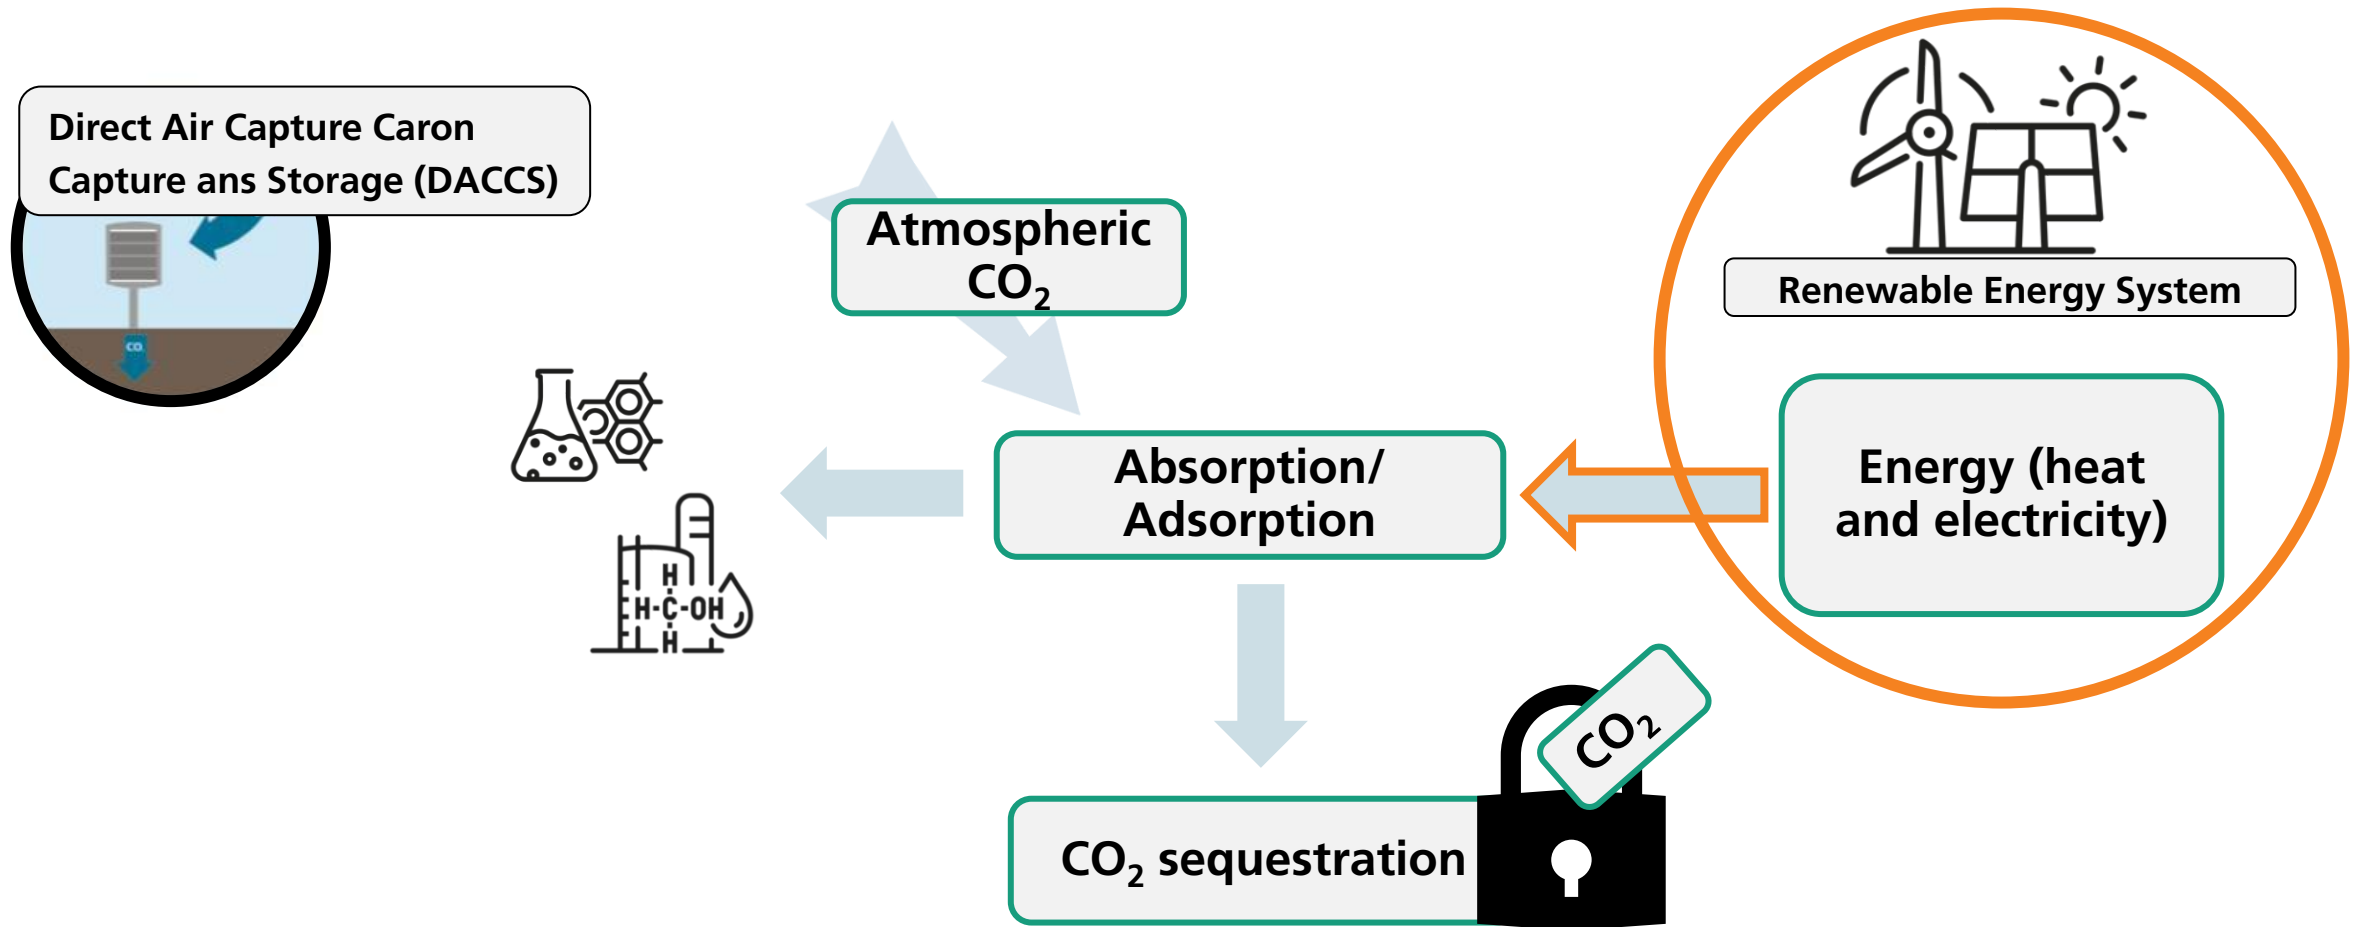 Direct Air Capture Caron
Capture ans Storage (DACCS)
CO
Atmospheric
CO₂
Renewable Energy System
Energy (heat
and electricity)
Absorption/
Adsorption
H
H-C-OH
H
CO₂
CO₂ sequestration